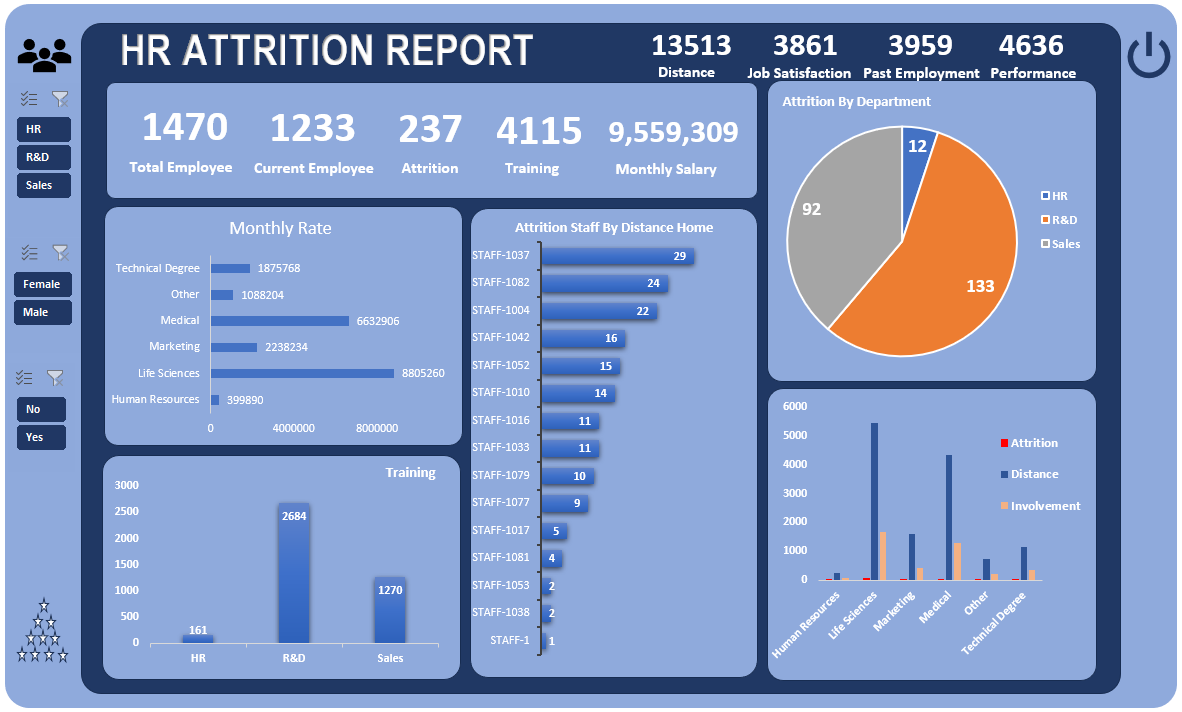 HR ATTRITION REPORT
13513 3861 3959 4636
Distance Job Satisfaction Past Employment Performance
HR
R&D
Sales
Female
Male
No
Yes
1470 1233 237 4115 9,559,309
Total Employee Current Employee Attrition Training Monthly Salary
Attrition By Department
12
92
133
HR
R&D
Sales
Monthly Rate
Technical Degree 1875768
Other 1088204
Medical 6632906
Marketing 2238234
Life Sciences 8805260
Human Resources 399890
0 4000000 8000000
Attrition Staff By Distance Home
STAFF-1037 29
STAFF-1082 24
STAFF-1004 22
STAFF-1042 16
STAFF-1052 15
STAFF-1010 14
STAFF-1016 11
STAFF-1033 11
STAFF-1079 10
STAFF-1077 9
STAFF-1017 5
STAFF-1081 4
STAFF-1053 2
STAFF-1038 2
STAFF-1 1
Training
3000
2500
2000
1500
1000
500
0
161
2684
1270
HR R&D Sales
6000
5000
4000
3000
2000
1000
0
Attrition
Distance
Involvement
Human Resources
Life Sciences
Marketing
Medical
Other
Technical Degree